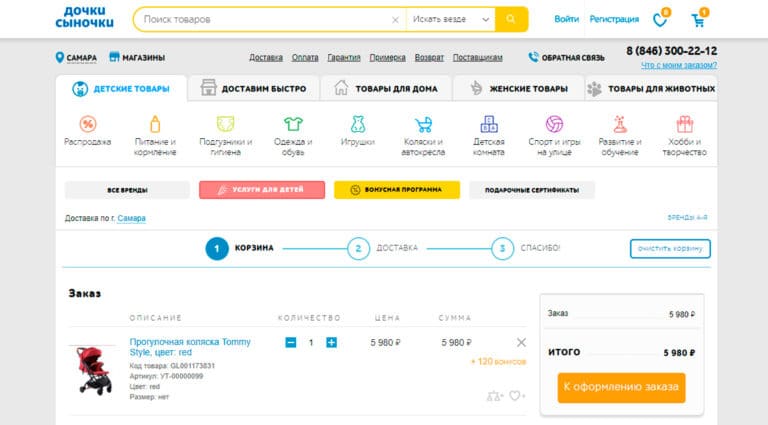 дочки
сыночки
Поиск товаров
Искать везде
Войти
Регистрация
0
1
САМАРА
МАГАЗИНЫ
Доставка
Оплата
Гарантия
Примерка
Возврат
Поставщикам
ОБРАТНАЯ СВЯЗЬ
8 (846) 300-22-12
Что с моим заказом?
ДЕТСКИЕ ТОВАРЫ
ДОСТАВИМ БЫСТРО
ТОВАРЫ ДЛЯ ДОМА
ЖЕНСКИЕ ТОВАРЫ
ТОВАРЫ ДЛЯ ЖИВОТНЫХ
Распродажа
Питание и
кормление
Подгузники и
гигиена
Одежда и
обувь
Игрушки
Коляски и
автокресла
Детская
комната
Спорт и игры
на улице
Развитие и
обучение
Хобби и
творчество
ВСЕ БРЕНДЫ
УСЛУГИ ДЛЯ ДЕТЕЙ
БОНУСНАЯ ПРОГРАММА
ПОДАРОЧНЫЕ СЕРТИФИКАТЫ
Доставка по г. Самара
БРЕНДЫ А-Я
1 КОРЗИНА
2 ДОСТАВКА
3 СПАСИБО!
ОЧИСТИТЬ КОРЗИНУ
Заказ
ОПИСАНИЕ
КОЛИЧЕСТВО
ЦЕНА
СУММА
Прогулочная коляска Tommy
Style, цвет: red
Код товара: GL001173831
Артикул: УТ-00000099
Цвет: red
Размер: нет
1
5 980 ₽
5 980 ₽
+ 120 бонусов
Заказ 5 980 ₽
ИТОГО 5 980 ₽
К оформлению заказа